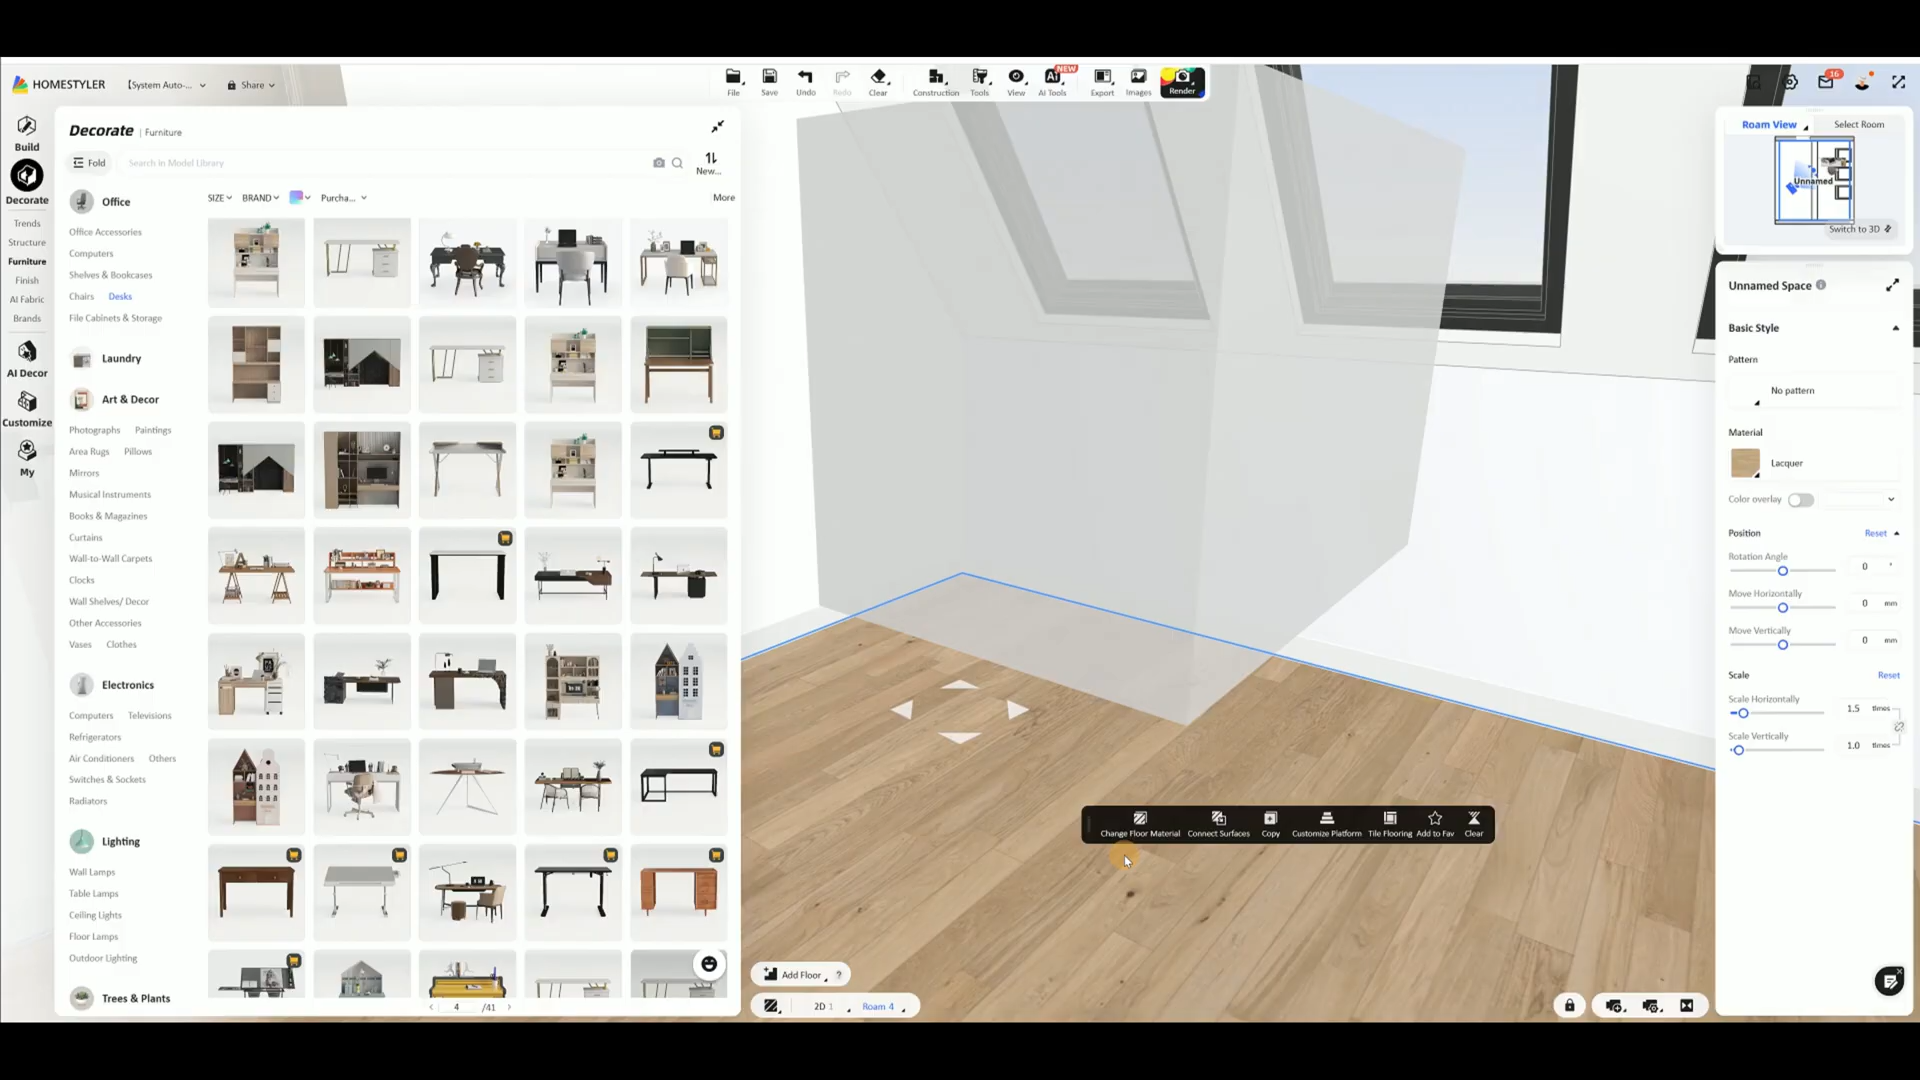 HOMESTYLER
【System Auto-...
Share
File
Save
Undo
Redo
Clear
Construction
Tools
View
NEW
AI Tools
Export
Images
Render
16
Build
Decorate
Trends
Structure
Furniture
Finish
AI Fabric
Brands
AI Decor
Customize
My
Decorate | Furniture
Fold
Search in Model Library
New...
SIZE
BRAND
Purcha...
More
Office
Office Accessories
Computers
Shelves & Bookcases
Chairs Desks
File Cabinets & Storage
Laundry
Art & Decor
Photographs Paintings
Area Rugs Pillows
Mirrors
Musical Instruments
Books & Magazines
Curtains
Wall-to-Wall Carpets
Clocks
Wall Shelves/ Decor
Other Accessories
Vases Clothes
Electronics
Computers Televisions
Refrigerators
Air Conditioners Others
Switches & Sockets
Radiators
Lighting
Wall Lamps
Table Lamps
Ceiling Lights
Floor Lamps
Outdoor Lighting
Trees & Plants
4 /41
Change Floor Material
Connect Surfaces
Copy
Customize Platform
Tile Flooring
Add to Fav
Clear
Add Floor
?
2D 1
Roam 4
Roam View
Select Room
Unnamed
Switch to 3D
Unnamed Space
Basic Style
Pattern
No pattern
Material
Lacquer
Color overlay
Position Reset
Rotation Angle
0 °
Move Horizontally
0 mm
Move Vertically
0 mm
Scale Reset
Scale Horizontally
1.5 times
Scale Vertically
1.0 times